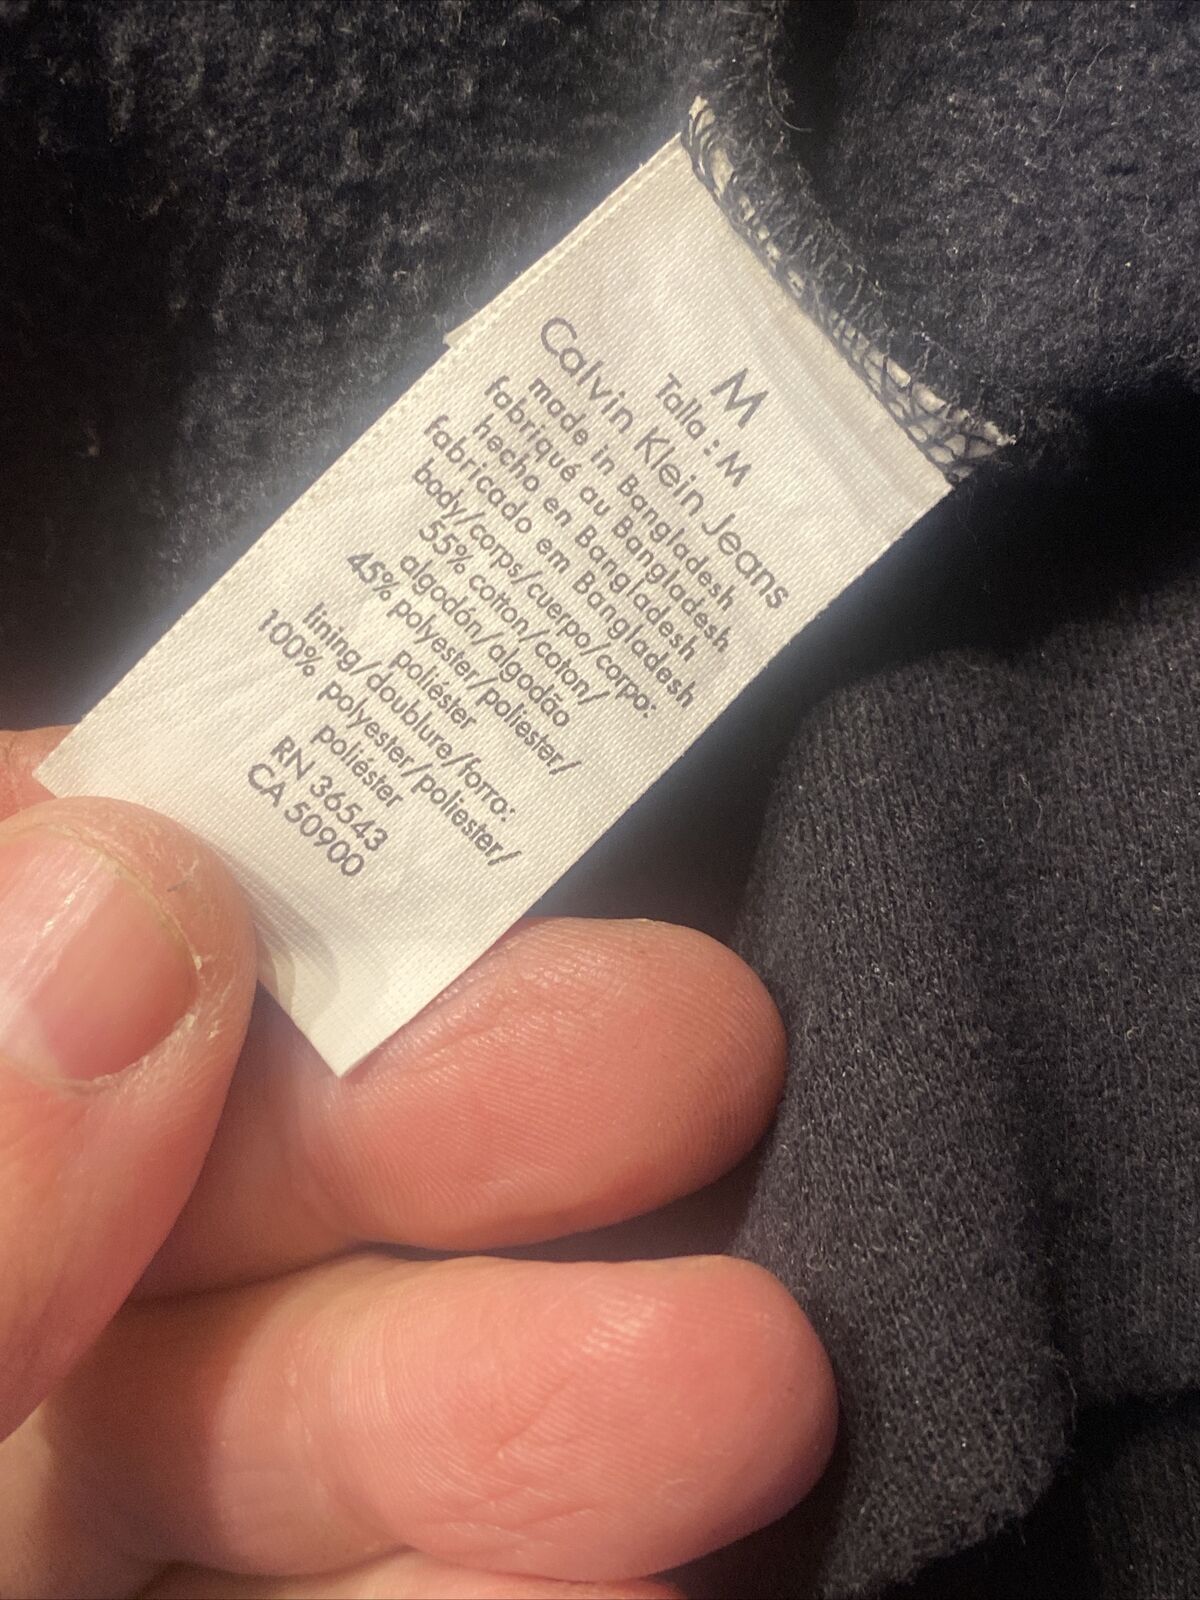 M
Talla : M
Calvin Klein Jeans
made in Bangladesh
fabriqué au Bangladesh
hecho en Bangladesh
fabricado em Bangladesh
body/corps/cuerpo/corpo:
55% cotton/coton/
algodón/algodão
45% polyester/poliester/
poliéster
lining/doublure/forro:
100% polyester/poliester/
poliéster
RN 36543
CA 50900